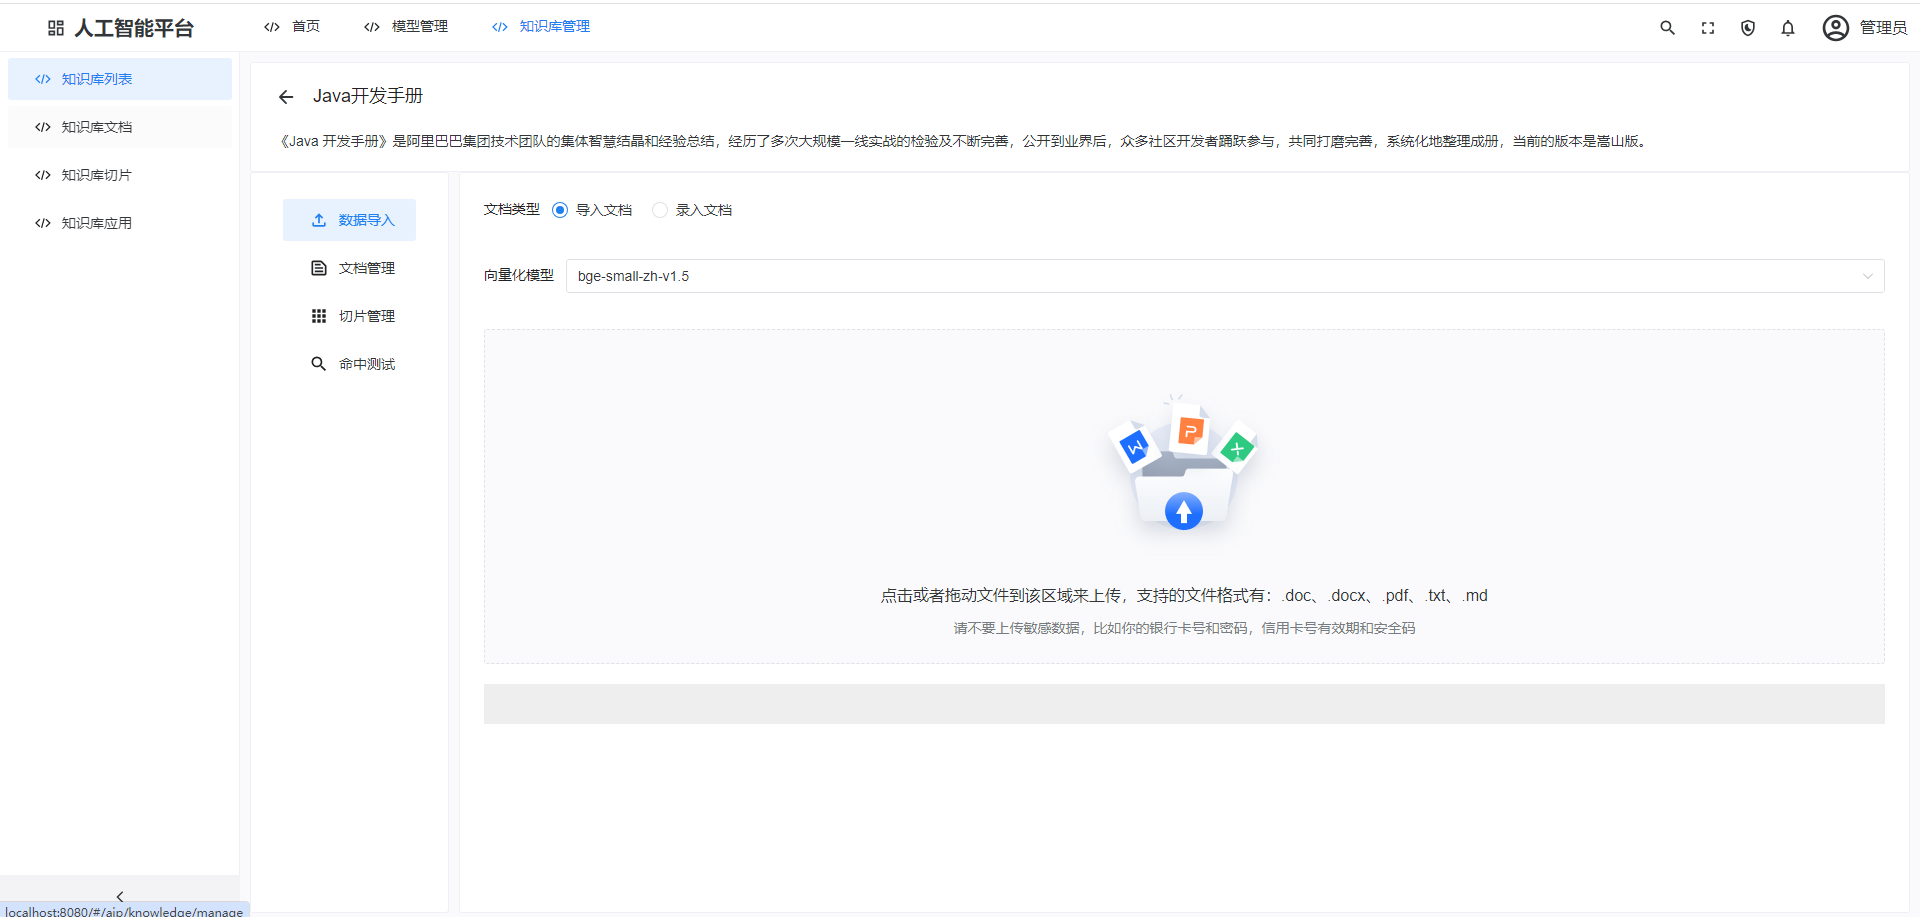 人工智能平台
首页
模型管理
知识库管理
管理员
知识库列表
知识库文档
知识库切片
知识库应用
Java开发手册
《Java 开发手册》是阿里巴巴集团技术团队的集体智慧结晶和经验总结，经历了多次大规模一线实战的检验及不断完善，公开到业界后，众多社区开发者踊跃参与，共同打磨完善，系统化地整理成册，当前的版本是嵩山版。
数据导入
文档管理
切片管理
命中测试
文档类型 导入文档 录入文档
向量化模型 bge-small-zh-v1.5
W P X
点击或者拖动文件到该区域来上传，支持的文件格式有：.doc、.docx、.pdf、.txt、.md
请不要上传敏感数据，比如你的银行卡号和密码，信用卡号有效期和安全码
localhost:8080/#/aip/knowledge/manage